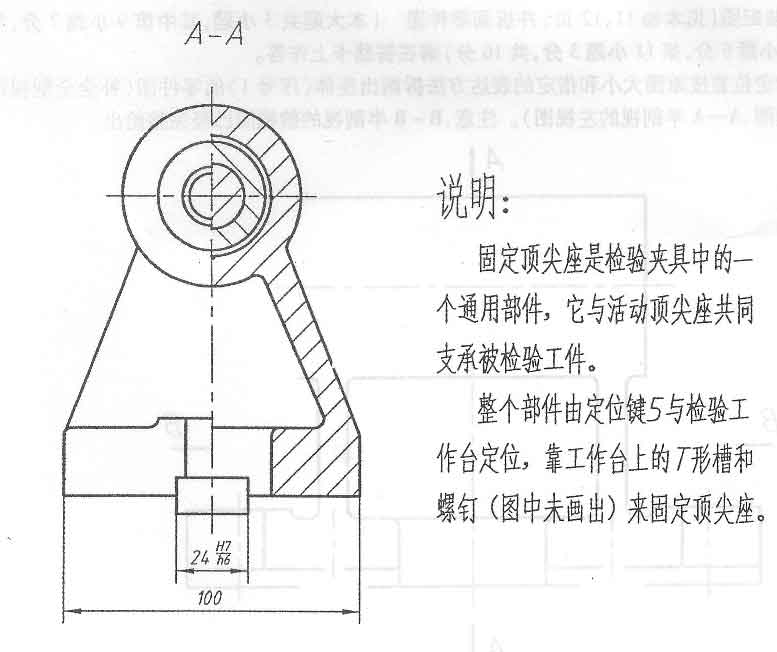 A-A
说明:
固定顶尖座是检验夹具中的一
个通用部件，它与活动顶尖座共同
支承被检验工件。
整个部件由定位键5与检验工
作台定位，靠工作台上的T形槽和
螺钉（图中未画出）来固定顶尖座。
24 H7/h6
100